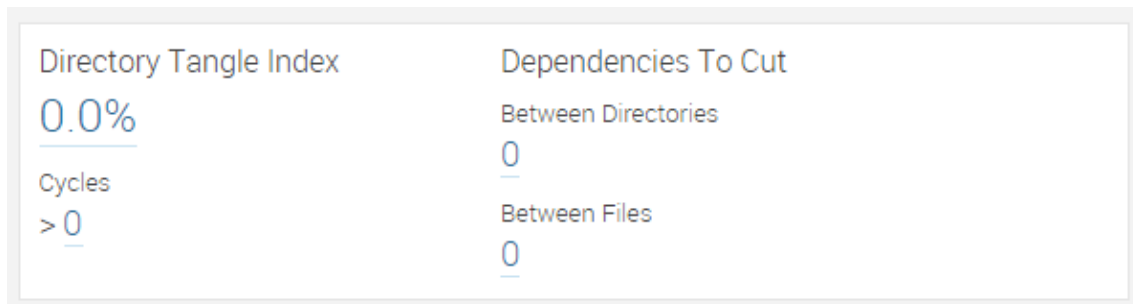 Directory Tangle Index
0.0%
Cycles
> 0
Dependencies To Cut
Between Directories
0
Between Files
0